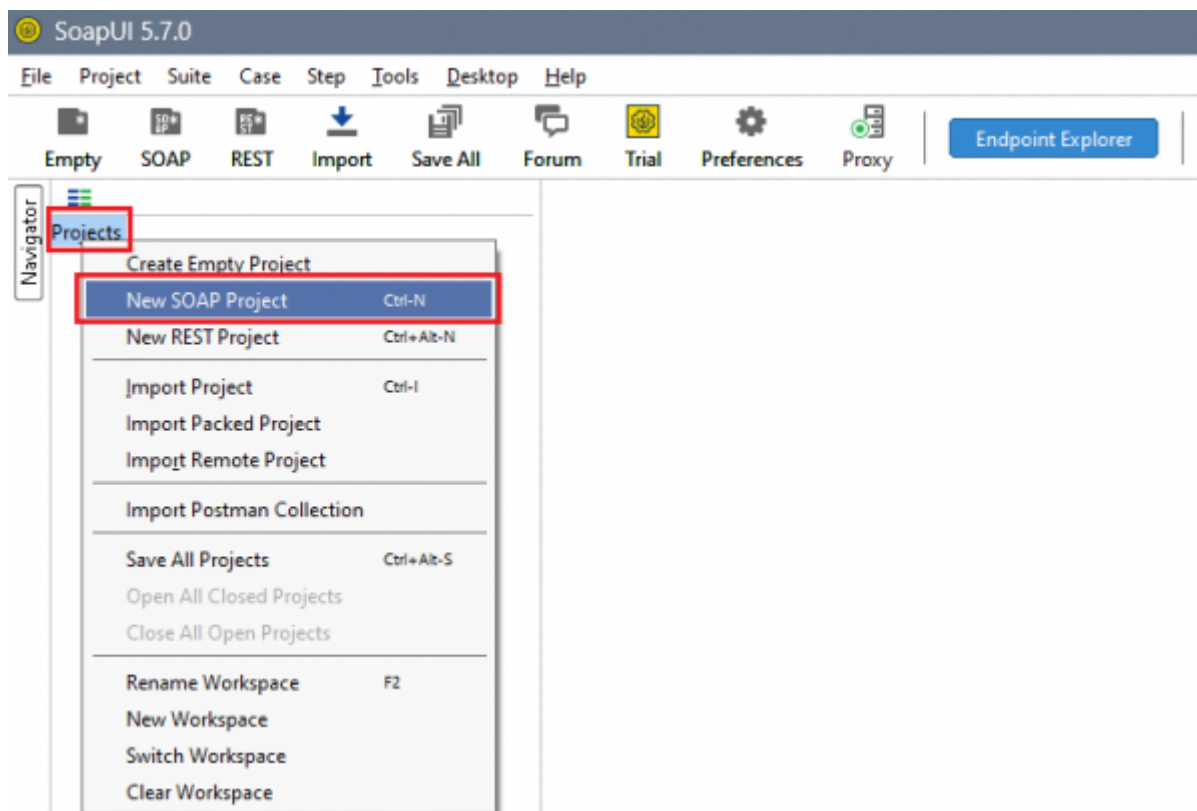 SoapUI 5.7.0
File Project Suite Case Step Tools Desktop Help
Empty SOAP REST Import Save All Forum Trial Preferences Proxy Endpoint Explorer
Navigator
Projects
Create Empty Project
New SOAP Project Ctrl-N
New REST Project Ctrl+Alt-N
Import Project Ctrl-I
Import Packed Project
Import Remote Project
Import Postman Collection
Save All Projects Ctrl+Alt-S
Open All Closed Projects
Close All Open Projects
Rename Workspace F2
New Workspace
Switch Workspace
Clear Workspace